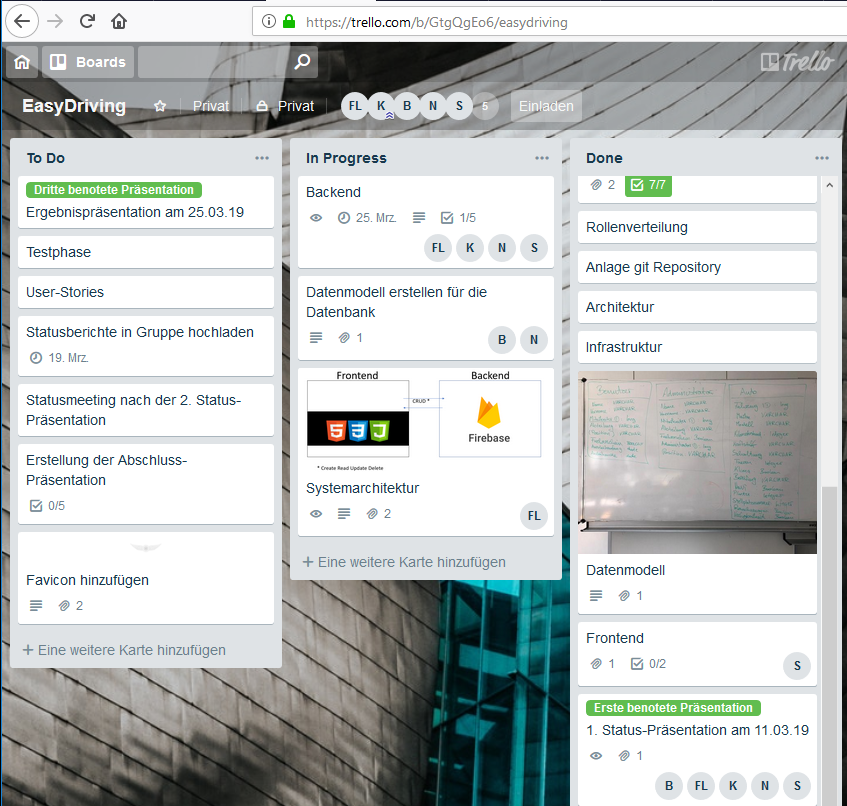 https://trello.com/b/GtgQgEo6/easydriving
Boards
Trello
EasyDriving
Privat
Privat
FL K B N S 5
Einladen
To Do
Dritte benotete Präsentation
Ergebnispräsentation am 25.03.19
Testphase
User-Stories
Statusberichte in Gruppe hochladen
19. Mrz.
Statusmeeting nach der 2. Status-
Präsentation
Erstellung der Abschluss-
Präsentation
0/5
Favicon hinzufügen
2
+ Eine weitere Karte hinzufügen
In Progress
Backend
25. Mrz.
1/5
FL K N S
Datenmodell erstellen für die
Datenbank
1
B N
Frontend
Backend
CRUD *
Firebase
* Create Read Update Delete
Systemarchitektur
2
FL
+ Eine weitere Karte hinzufügen
Done
2
7/7
Rollenverteilung
Anlage git Repository
Architektur
Infrastruktur
Datenmodell
1
Frontend
1
0/2
S
Erste benotete Präsentation
1. Status-Präsentation am 11.03.19
1
B FL K N S